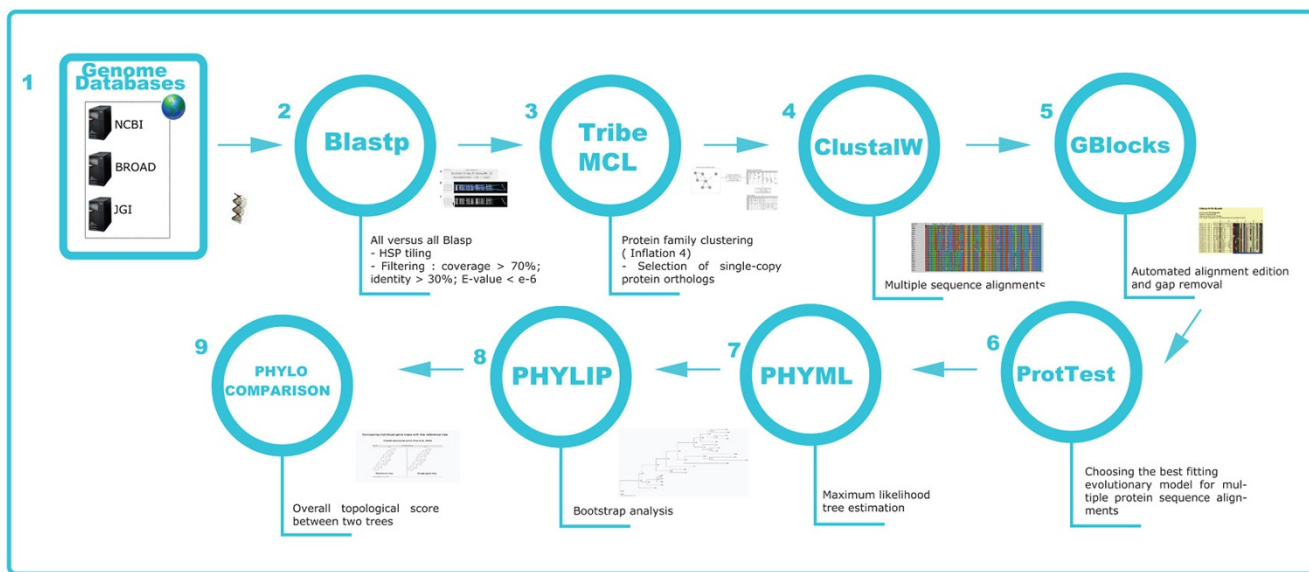 1
Genome
Databases
NCBI
BROAD
JGI
2
Blastp
All versus all Blasp
- HSP tiling
- Filtering : coverage > 70%;
identity > 30%; E-value < e-6
3
Tribe
MCL
Protein family clustering
( Inflation 4)
- Selection of single-copy
protein orthologs
4
ClustalW
Multiple sequence alignments
5
GBlocks
Automated alignment edition
and gap removal
6
ProtTest
Choosing the best fitting
evolutionary model for mul-
tiple protein sequence align-
ments
7
PHYML
Maximum likelihood
tree estimation
8
PHYLIP
Bootstrap analysis
9
PHYLO
COMPARISON
Overall topological score
between two trees